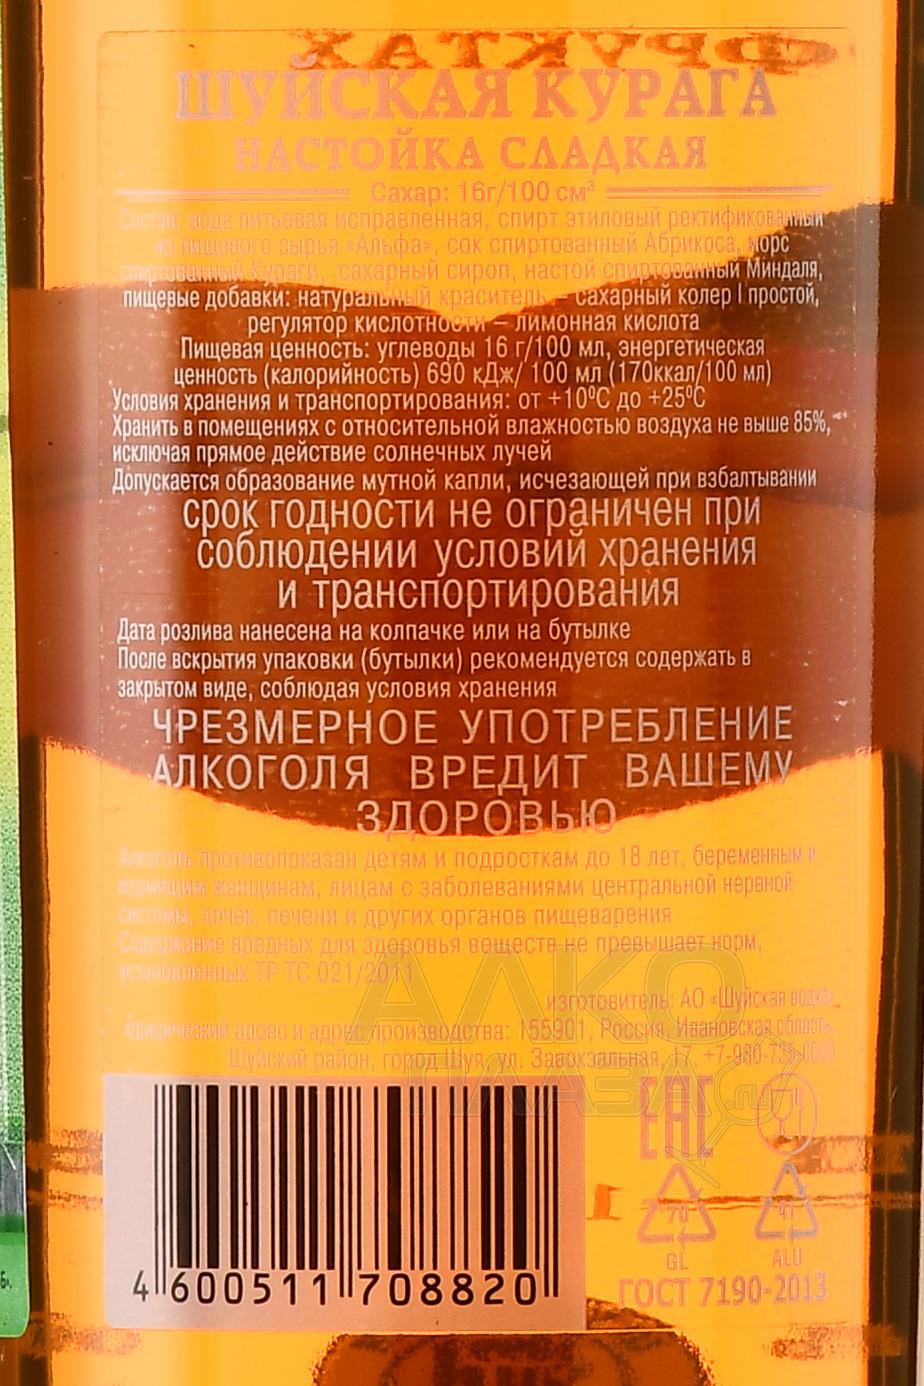 ФРУКТАХ
ШУЙСКАЯ КУРАГА
НАСТОЙКА СЛАДКАЯ
Сахар: 16г/100 см³
Состав: вода питьевая исправленная, спирт этиловый ректификованный
из пищевого сырья «Альфа», сок спиртованный Абрикоса, морс
спиртованный Кураги, сахарный сироп, настой спиртованный Миндаля,
пищевые добавки: натуральный краситель – сахарный колер I простой,
регулятор кислотности – лимонная кислота
Пищевая ценность: углеводы 16 г/100 мл, энергетическая
ценность (калорийность) 690 кДж/ 100 мл (170ккал/100 мл)
Условия хранения и транспортирования: от +10⁰С до +25⁰С
Хранить в помещениях с относительной влажностью воздуха не выше 85%,
исключая прямое действие солнечных лучей
Допускается образование мутной капли, исчезающей при взбалтывании
срок годности не ограничен при
соблюдении условий хранения
и транспортирования
Дата розлива нанесена на колпачке или на бутылке
После вскрытия упаковки (бутылки) рекомендуется содержать в
закрытом виде, соблюдая условия хранения
ЧРЕЗМЕРНОЕ УПОТРЕБЛЕНИЕ
АЛКОГОЛЯ ВРЕДИТ ВАШЕМУ
ЗДОРОВЬЮ
Алкоголь противопоказан детям и подросткам до 18 лет, беременным и
кормящим женщинам, лицам с заболеваниями центральной нервной
системы, почек, печени и других органов пищеварения
Содержание вредных для здоровья веществ не превышает норм,
установленных ТР ТС 021/2011
изготовитель: АО «Шуйская водка»,
юридический адрес и адрес производства: 155901, Россия, Ивановская область,
Шуйский район, город Шуя, ул. Завокзальная, 17,
АЛКО
ПЛАЗА.ru
EAC
70 41
GL ALU
ГОСТ 7190-2013
4 600511 708820